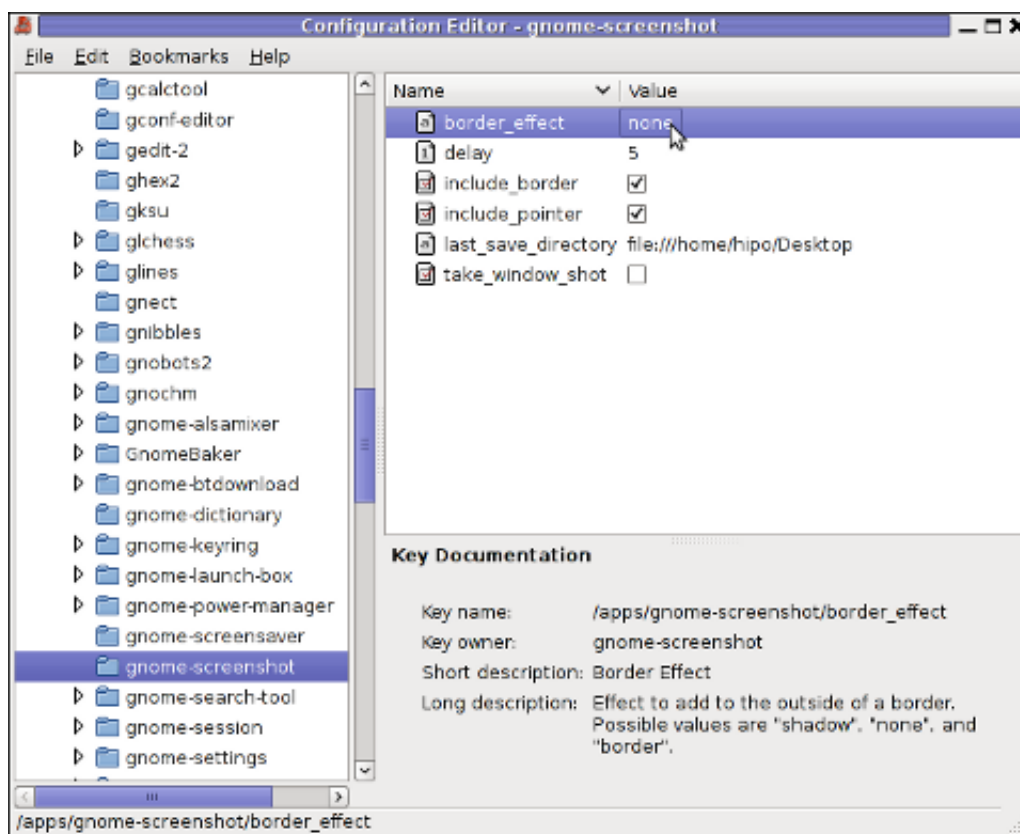 Configuration Editor - gnome-screenshot
File Edit Bookmarks Help
gcalctool
gconf-editor
gedit-2
ghex2
gksu
glchess
glines
gnect
gnibbles
gnobots2
gnochm
gnome-alsamixer
GnomeBaker
gnome-btdownload
gnome-dictionary
gnome-keyring
gnome-launch-box
gnome-power-manager
gnome-screensaver
gnome-screenshot
gnome-search-tool
gnome-session
gnome-settings
Name Value
border_effect none
delay 5
include_border
include_pointer
last_save_directory file:///home/hipo/Desktop
take_window_shot
Key Documentation
Key name: /apps/gnome-screenshot/border_effect
Key owner: gnome-screenshot
Short description: Border Effect
Long description: Effect to add to the outside of a border.
Possible values are "shadow", "none", and
"border".
/apps/gnome-screenshot/border_effect